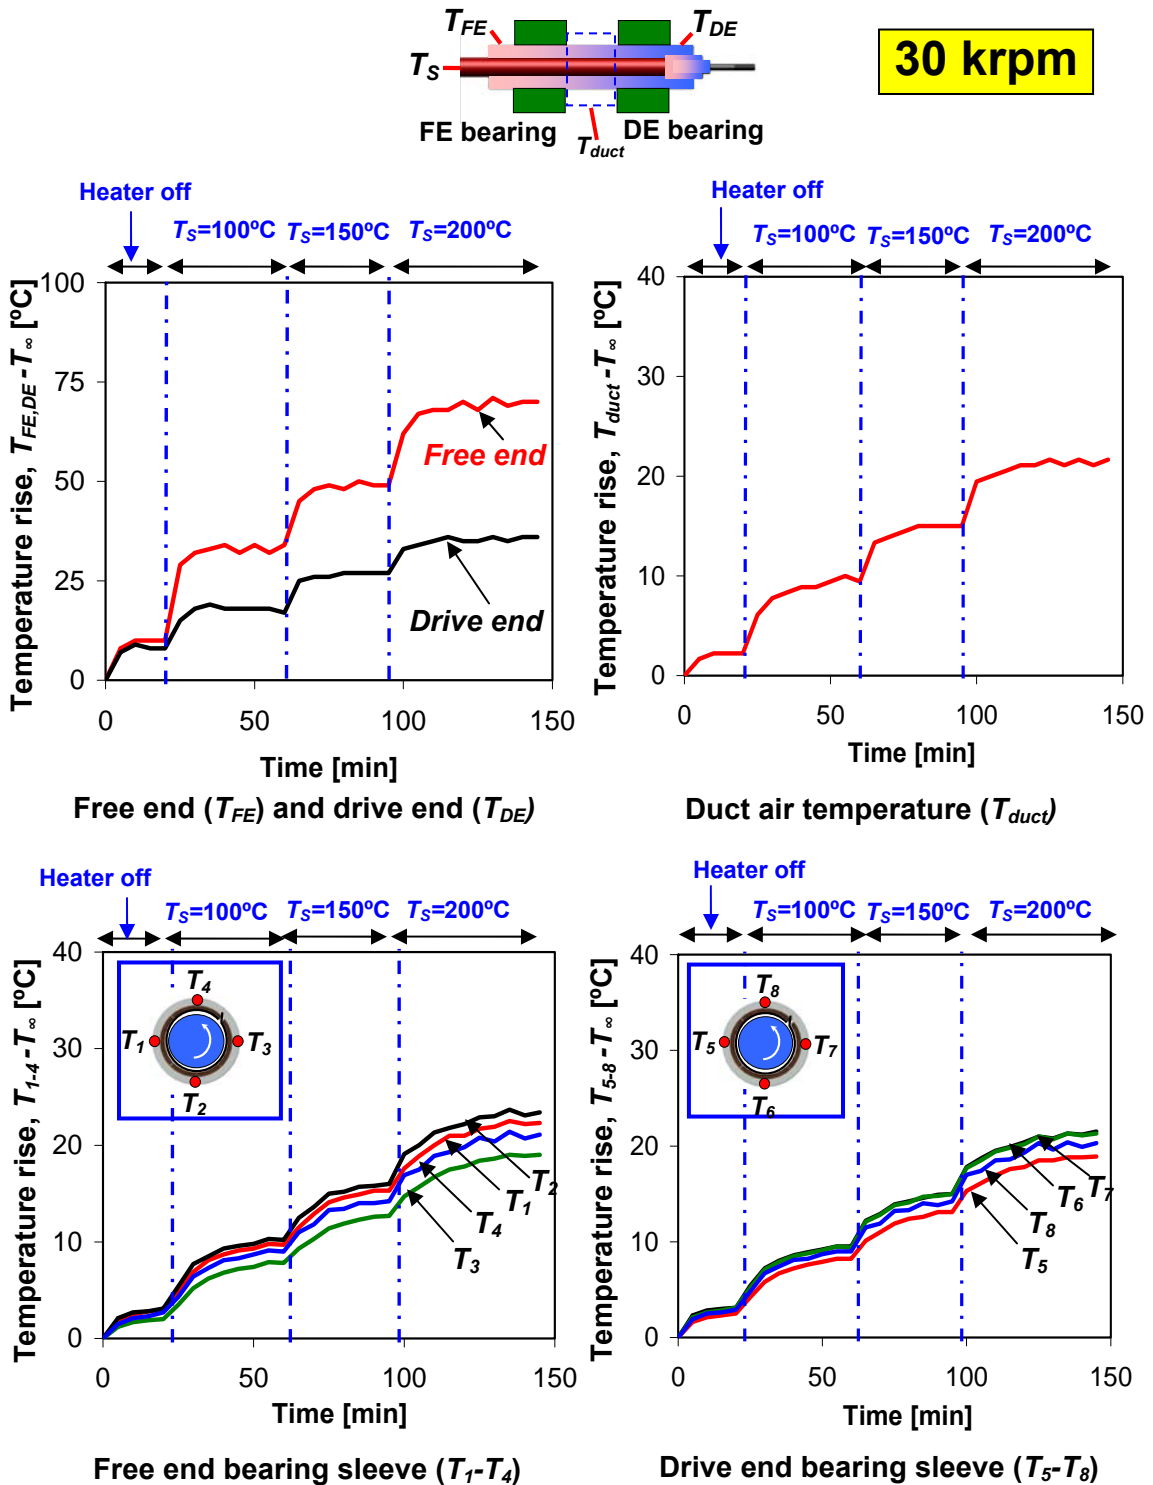 T_FE T_DE
T_S
30 krpm
FE bearing DE bearing
T_duct
Heater off
T_S=100ºC T_S=150ºC T_S=200ºC
Temperature rise, T_FE,DE - T_∞ [ºC]
100
75
50
25
0
Free end
Drive end
0 50 100 150
Time [min]
Free end (T_FE) and drive end (T_DE)
Heater off
T_S=100ºC T_S=150ºC T_S=200ºC
Temperature rise, T_duct - T_∞ [ºC]
40
30
20
10
0
0 50 100 150
Time [min]
Duct air temperature (T_duct)
Heater off
T_S=100ºC T_S=150ºC T_S=200ºC
Temperature rise, T_1-4 - T_∞ [ºC]
40
30
20
10
0
T_4
T_1 T_3
T_2
T_2
T_1
T_4
T_3
0 50 100 150
Time [min]
Free end bearing sleeve (T_1-T_4)
Heater off
T_S=100ºC T_S=150ºC T_S=200ºC
Temperature rise, T_5-8 - T_∞ [ºC]
40
30
20
10
0
T_8
T_5 T_7
T_6
T_6 T_7
T_8
T_5
0 50 100 150
Time [min]
Drive end bearing sleeve (T_5-T_8)